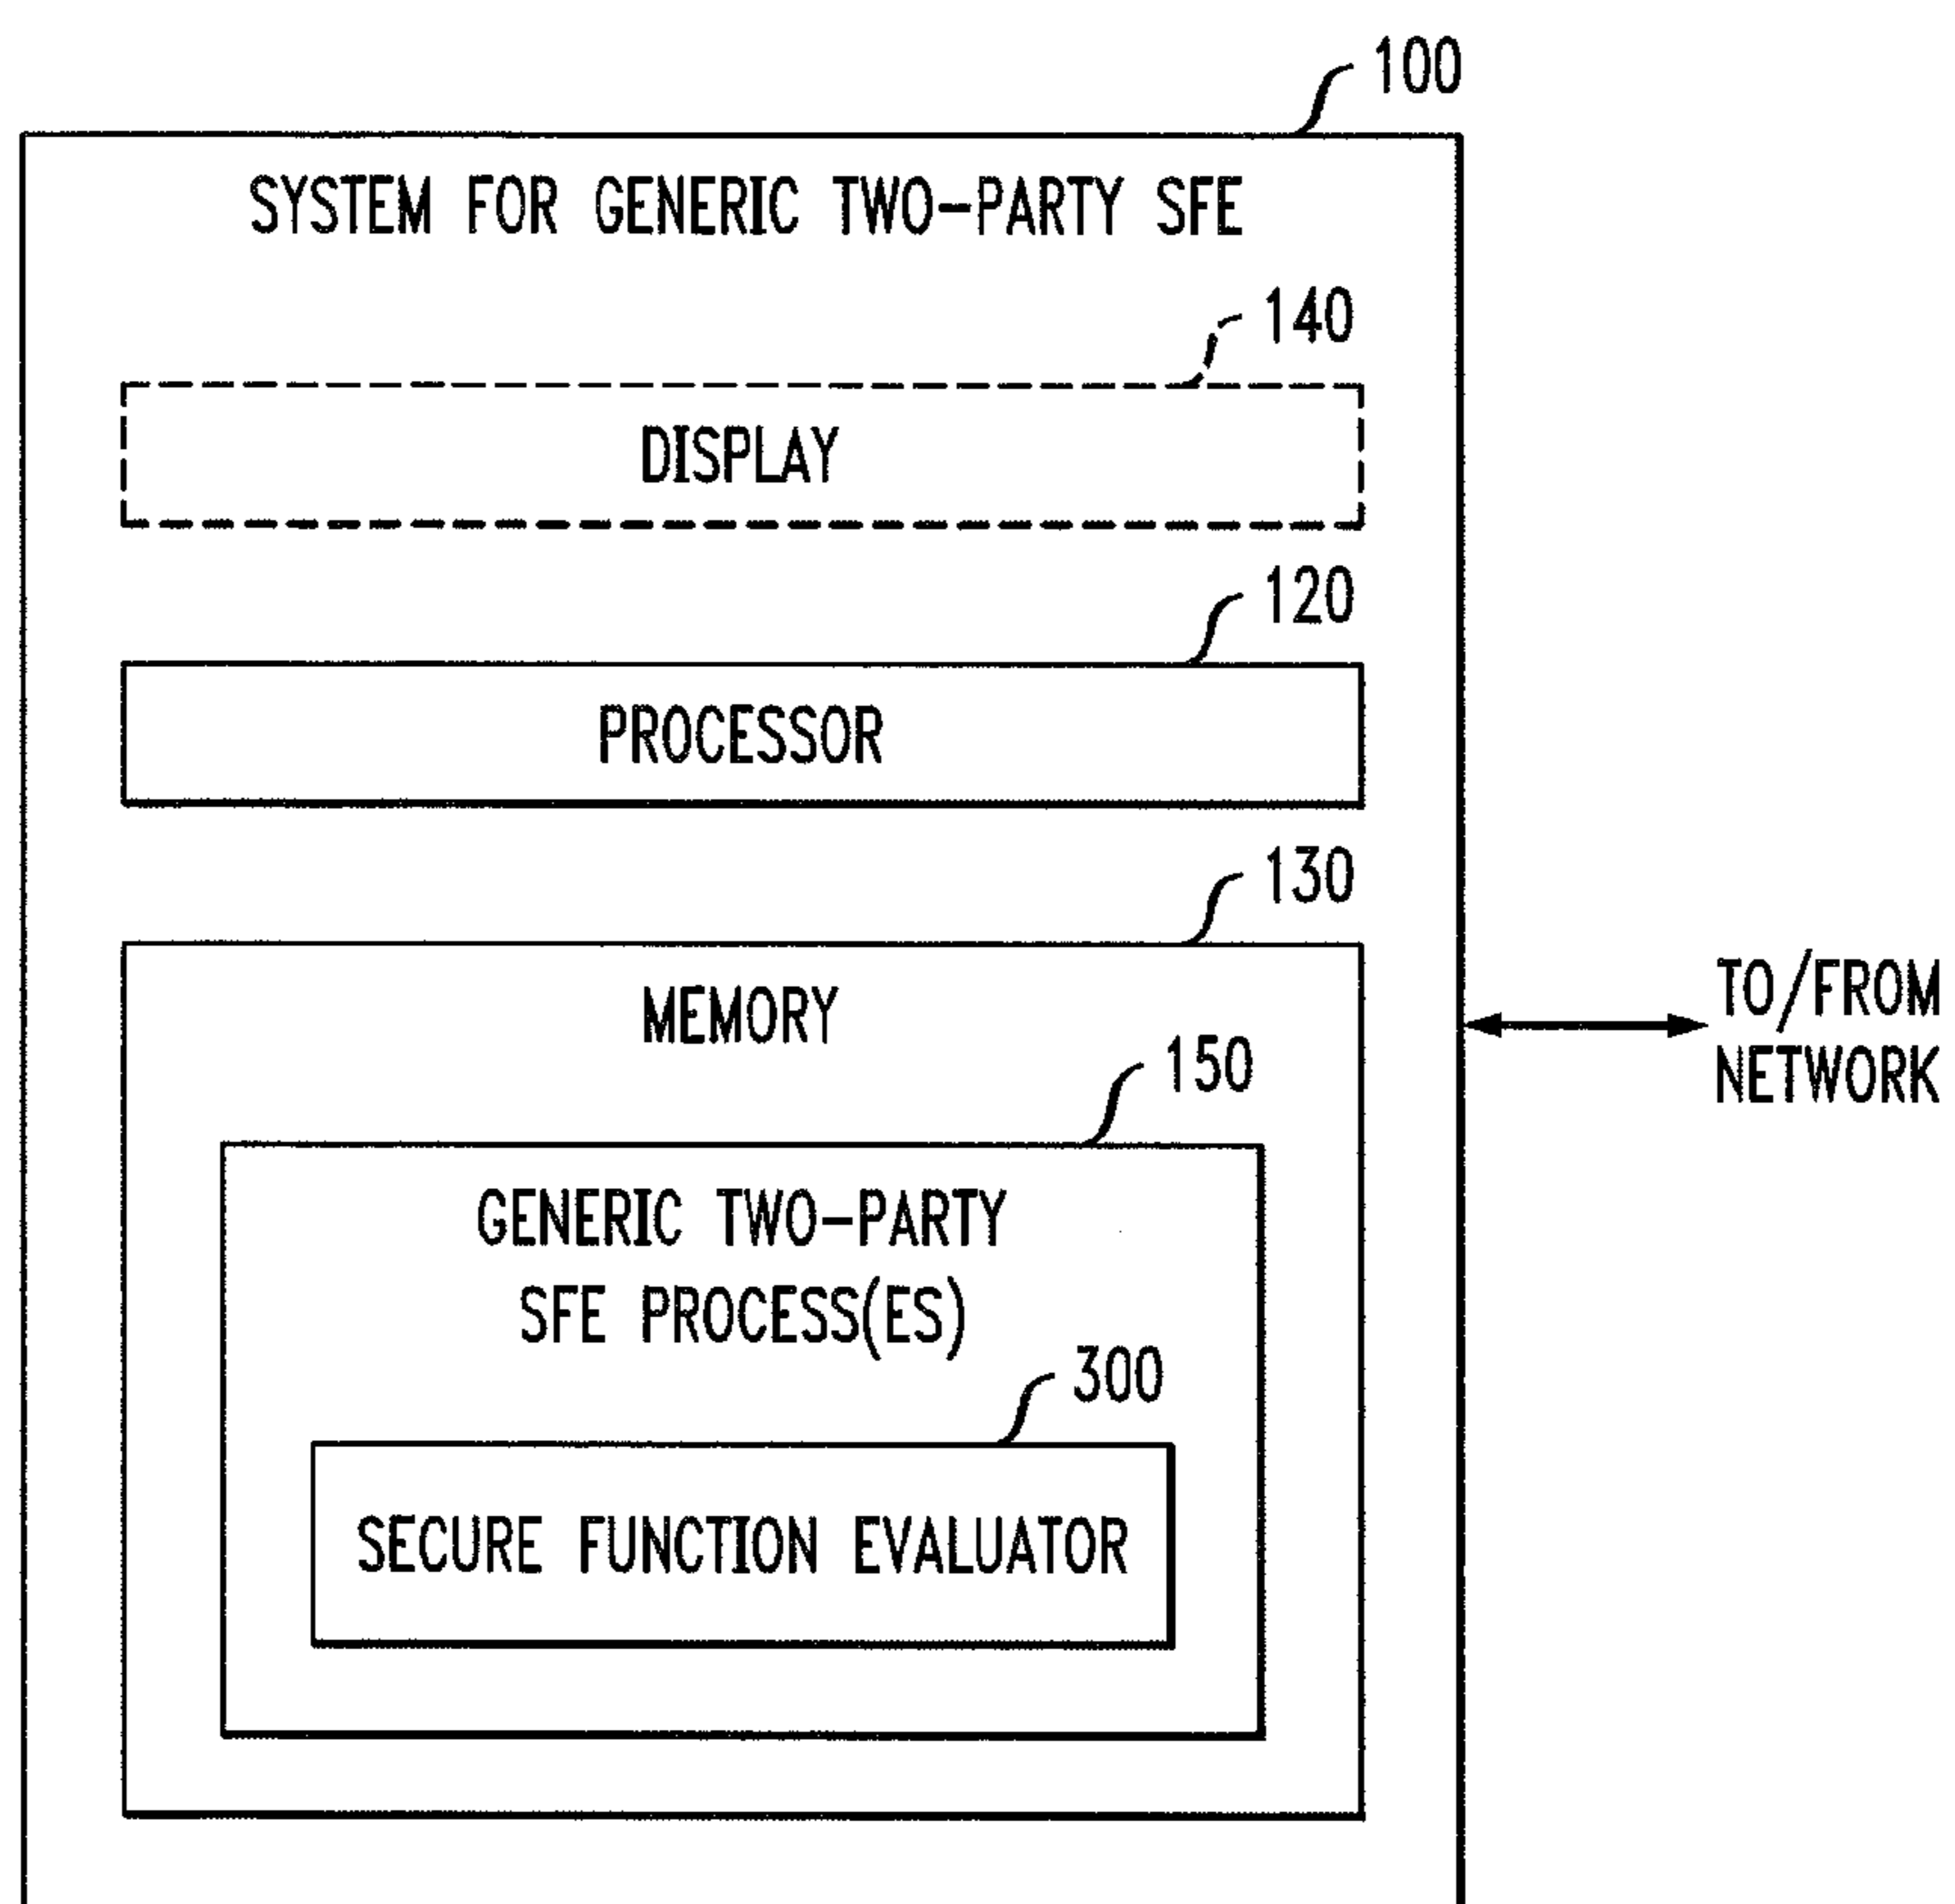 100
SYSTEM FOR GENERIC TWO-PARTY SFE
140
DISPLAY
120
PROCESSOR
130
MEMORY
TO/FROM
NETWORK
150
GENERIC TWO-PARTY
SFE PROCESS(ES)
300
SECURE FUNCTION EVALUATOR